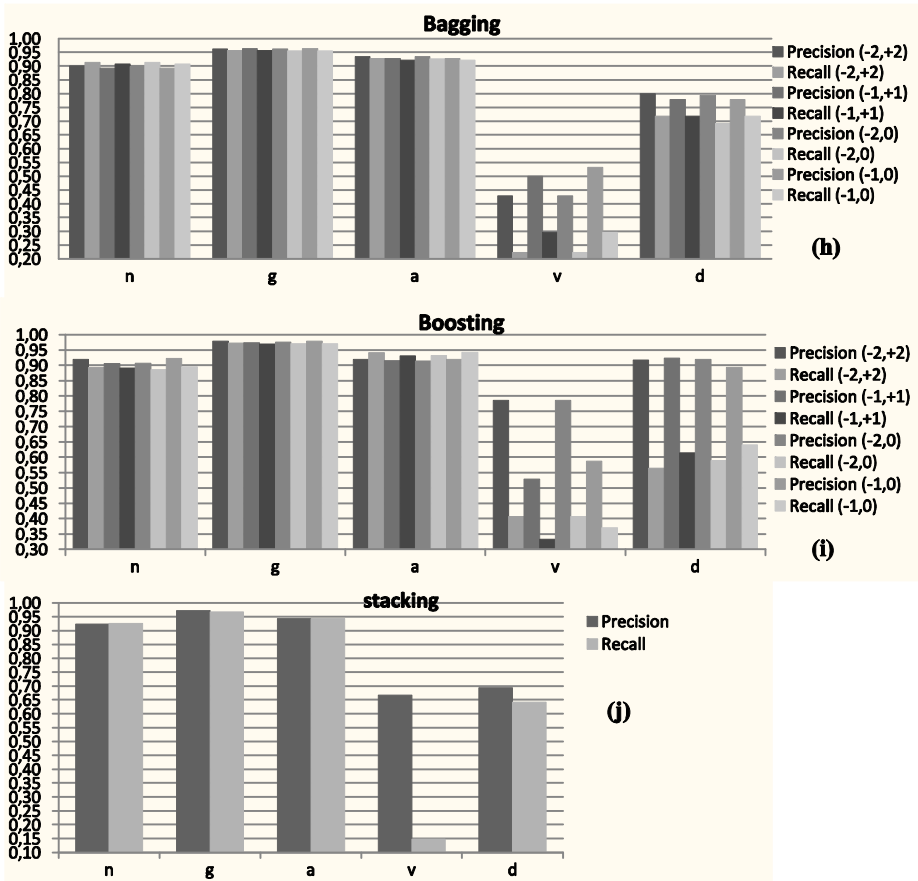 Bagging
1.00
0,95
0,90
0,85
0,80
0,75
0,70
0,65
0,60
0,55
0,50
0,45
0,40
0,35
0,30
0,25
0,20
n g a v d
Precision (-2,+2)
Recall (-2,+2)
Precision (-1,+1)
Recall (-1,+1)
Precision (-2,0)
Recall (-2,0)
Precision (-1,0)
Recall (-1,0)
(h)
Boosting
1,00
0,95
0,90
0,85
0,80
0,75
0,70
0,65
0,60
0,55
0,50
0,45
0,40
0,35
0,30
n g a v d
Precision (-2,+2)
Recall (-2,+2)
Precision (-1,+1)
Recall (-1,+1)
Precision (-2,0)
Recall (-2,0)
Precision (-1,0)
Recall (-1,0)
(i)
stacking
1,00
0,95
0,90
0,85
0,80
0,75
0,70
0,65
0,60
0,55
0,50
0,45
0,40
0,35
0,30
0,25
0,20
0,15
0,10
n g a v d
Precision
Recall
(j)